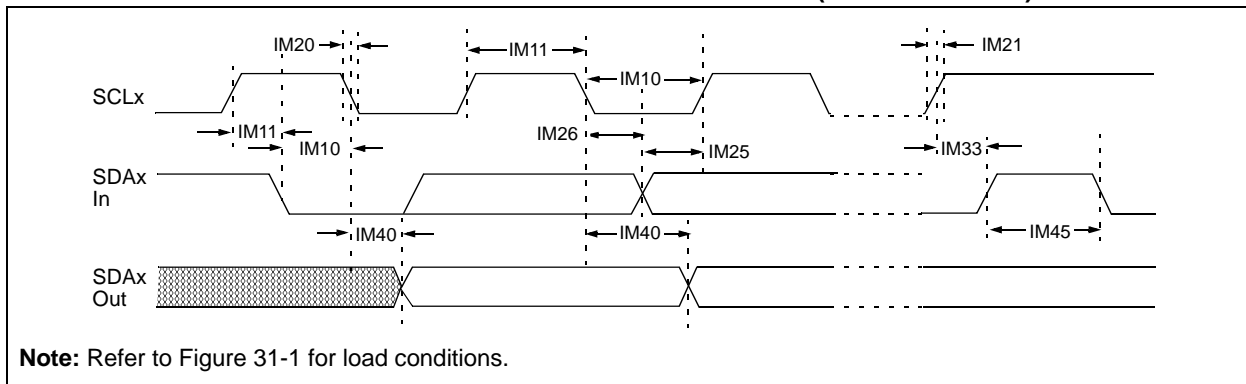 IM20
IM11
IM21
IM10
SCLx
IM11
IM26
IM10
IM25
IM33
SDAx
In
IM40
IM40
IM45
SDAx
Out
Note: Refer to Figure 31-1 for load conditions.